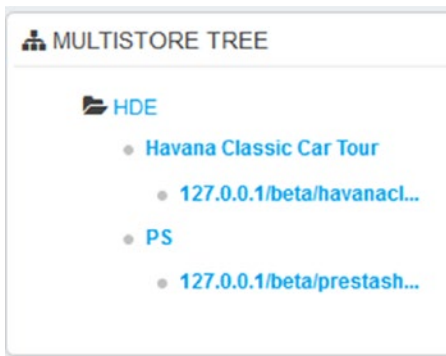 MULTISTORE TREE
HDE
Havana Classic Car Tour
127.0.0.1/beta/havanacl...
PS
127.0.0.1/beta/prestash...